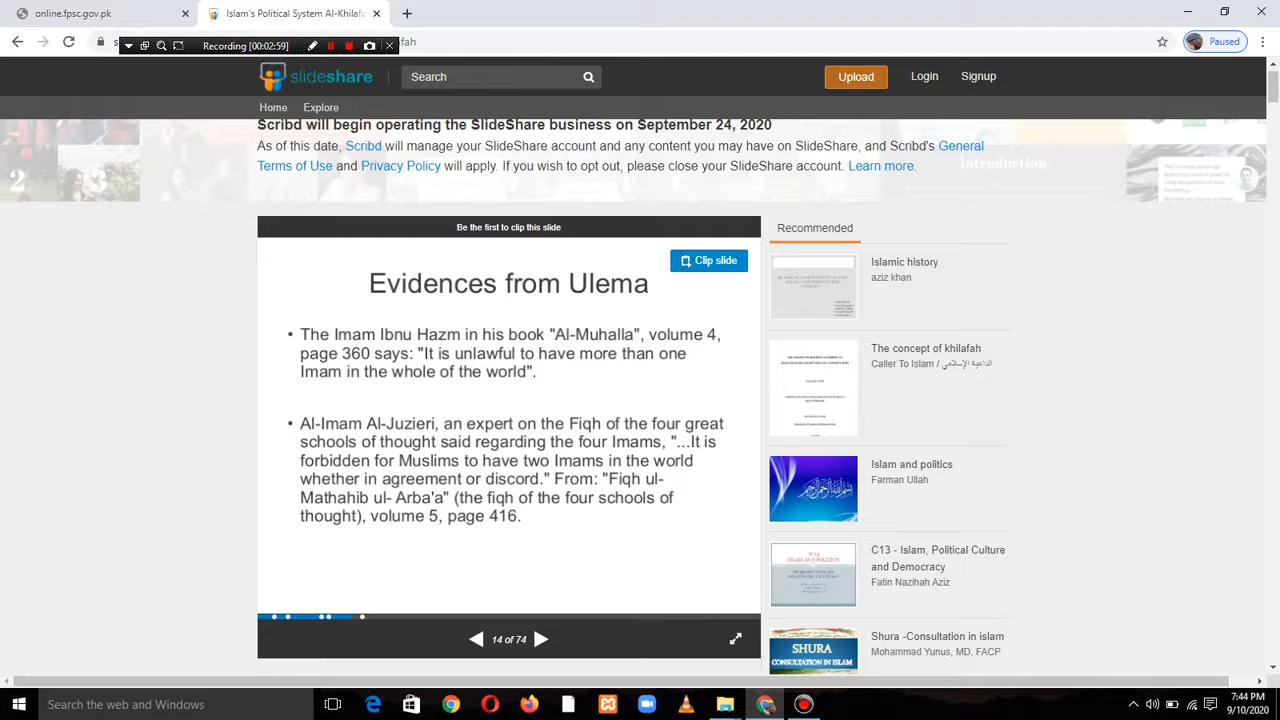 online.fpsc.gov.pk
Islam's Political System Al-Khilafa
Recording [00:02:59]
fah
Paused
slideshare
Search
Upload
Login
Signup
Home
Explore
Scribd will begin operating the SlideShare business on September 24, 2020
As of this date, Scribd will manage your SlideShare account and any content you may have on SlideShare, and Scribd's General
Terms of Use and Privacy Policy will apply. If you wish to opt out, please close your SlideShare account. Learn more.
Introduction
Be the first to clip this slide
Clip slide
Evidences from Ulema
• The Imam Ibnu Hazm in his book "Al-Muhalla", volume 4,
page 360 says: "It is unlawful to have more than one
Imam in the whole of the world".
• Al-Imam Al-Juzieri, an expert on the Fiqh of the four great
schools of thought said regarding the four Imams, "...It is
forbidden for Muslims to have two Imams in the world
whether in agreement or discord." From: "Fiqh ul-
Mathahib ul- Arba'a" (the fiqh of the four schools of
thought), volume 5, page 416.
14 of 74
Recommended
Islamic history
aziz khan
The concept of khilafah
Caller To Islam / الداعية الإسلامي
Islam and politics
Farman Ullah
C13 - Islam, Political Culture
and Democracy
Fatin Nazihah Aziz
SHURA
CONSULTATION IN ISLAM
Shura -Consultation in islam
Mohammad Yunus, MD, FACP
Search the web and Windows
7:44 PM
9/10/2020